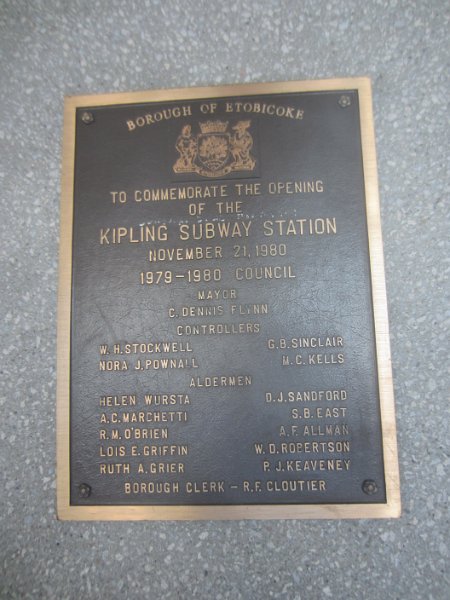 BOROUGH OF ETOBICOKE
TO COMMEMORATE THE OPENING
OF THE
KIPLING SUBWAY STATION
NOVEMBER 21, 1980
1979-1980 COUNCIL
MAYOR
C. DENNIS FLYNN
CONTROLLERS
W. H. STOCKWELL G. B. SINCLAIR
NORA J. POWNALL M. C. KELLS
ALDERMEN
HELEN WURSTA D. J. SANDFORD
A. C. MARCHETTI S. B. EAST
R. M. O'BRIEN A. F. ALLMAN
LOIS E. GRIFFIN W. D. ROBERTSON
RUTH A. GRIER P. J. KEAVENEY
BOROUGH CLERK - R. F. CLOUTIER